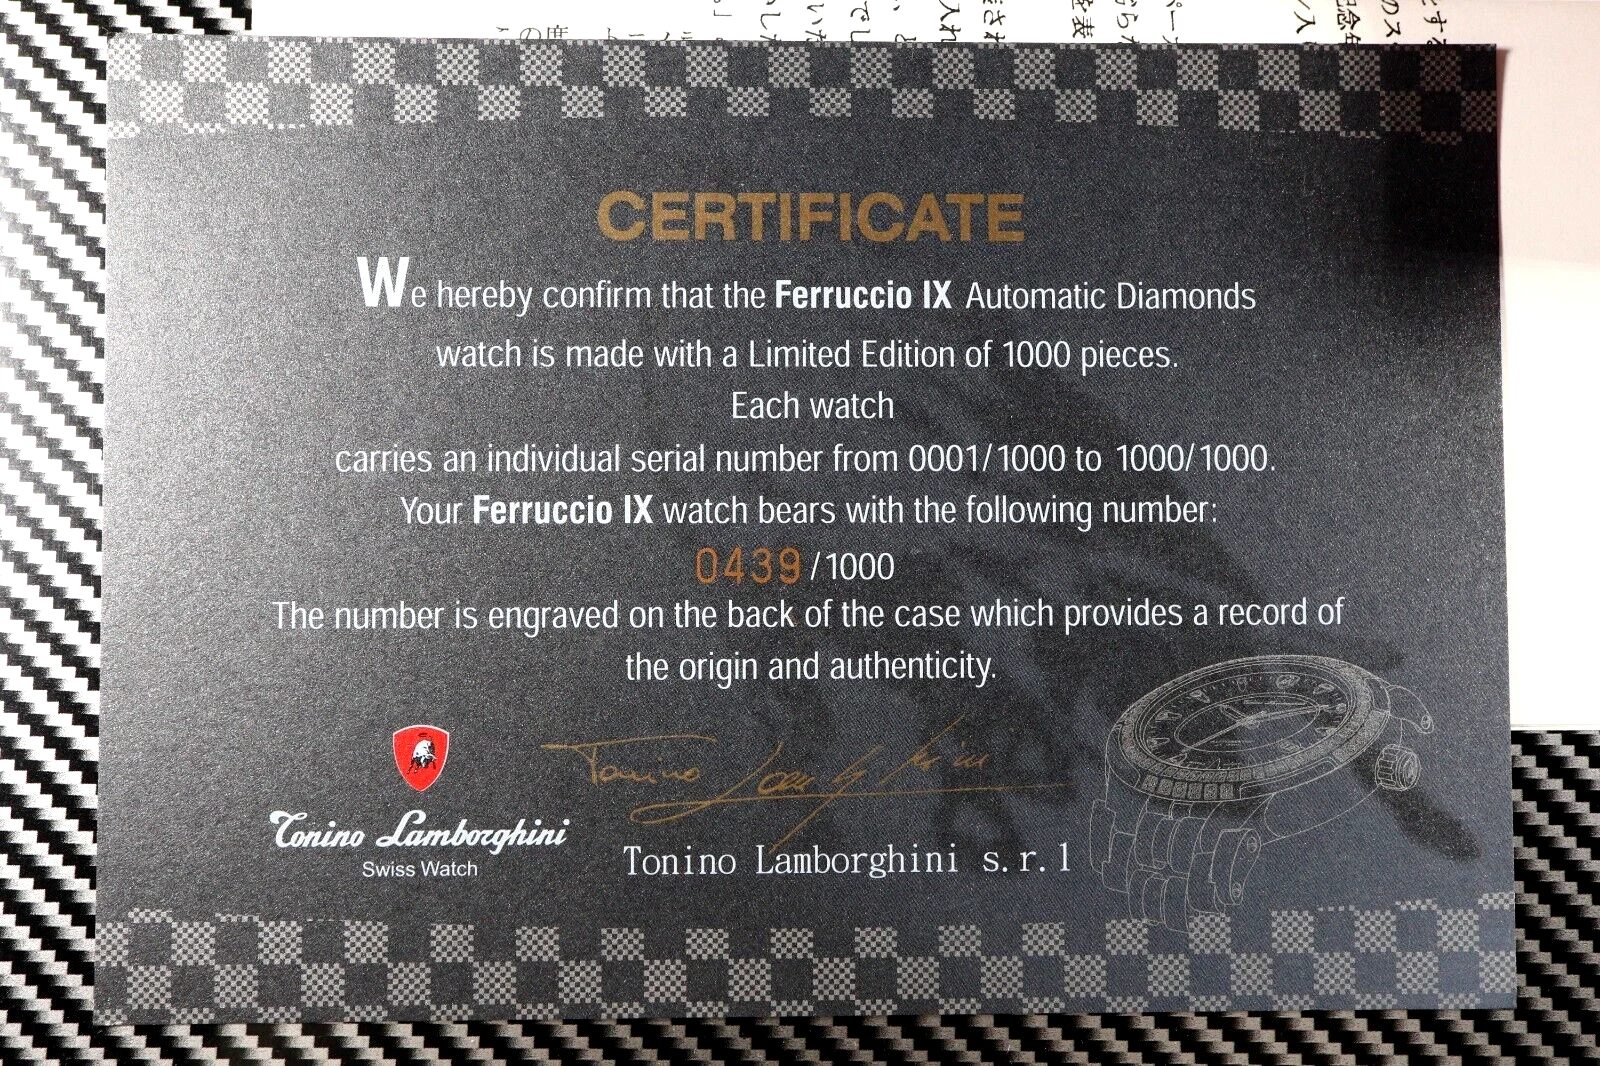 CERTIFICATE
We hereby confirm that the Ferruccio IX Automatic Diamonds
watch is made with a Limited Edition of 1000 pieces.
Each watch
carries an individual serial number from 0001/1000 to 1000/1000.
Your Ferruccio IX watch bears with the following number:
0439/1000
The number is engraved on the back of the case which provides a record of
the origin and authenticity.
Tonino Lamborghini
Tonino Lamborghini
Swiss Watch
Tonino Lamborghini s.r.l